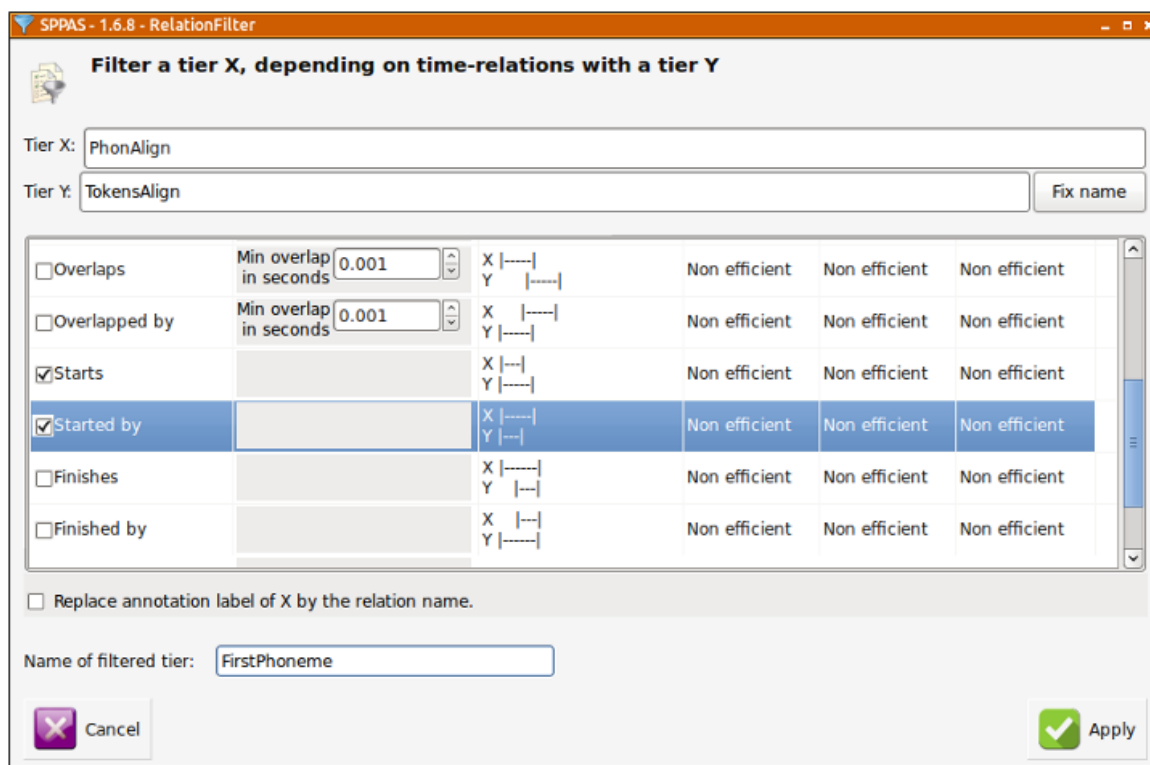 SPPAS - 1.6.8 - RelationFilter
Filter a tier X, depending on time-relations with a tier Y
Tier X: PhonAlign
Tier Y: TokensAlign Fix name
Overlaps Min overlap in seconds 0.001 X |-----| Y |-----| Non efficient Non efficient Non efficient
Overlapped by Min overlap in seconds 0.001 X |-----| Y |-----| Non efficient Non efficient Non efficient
Starts X |---| Y |-----| Non efficient Non efficient Non efficient
Started by X |-----| Y |---| Non efficient Non efficient Non efficient
Finishes X |------| Y |---| Non efficient Non efficient Non efficient
Finished by X |---| Y |------| Non efficient Non efficient Non efficient
Replace annotation label of X by the relation name.
Name of filtered tier: FirstPhoneme
Cancel Apply